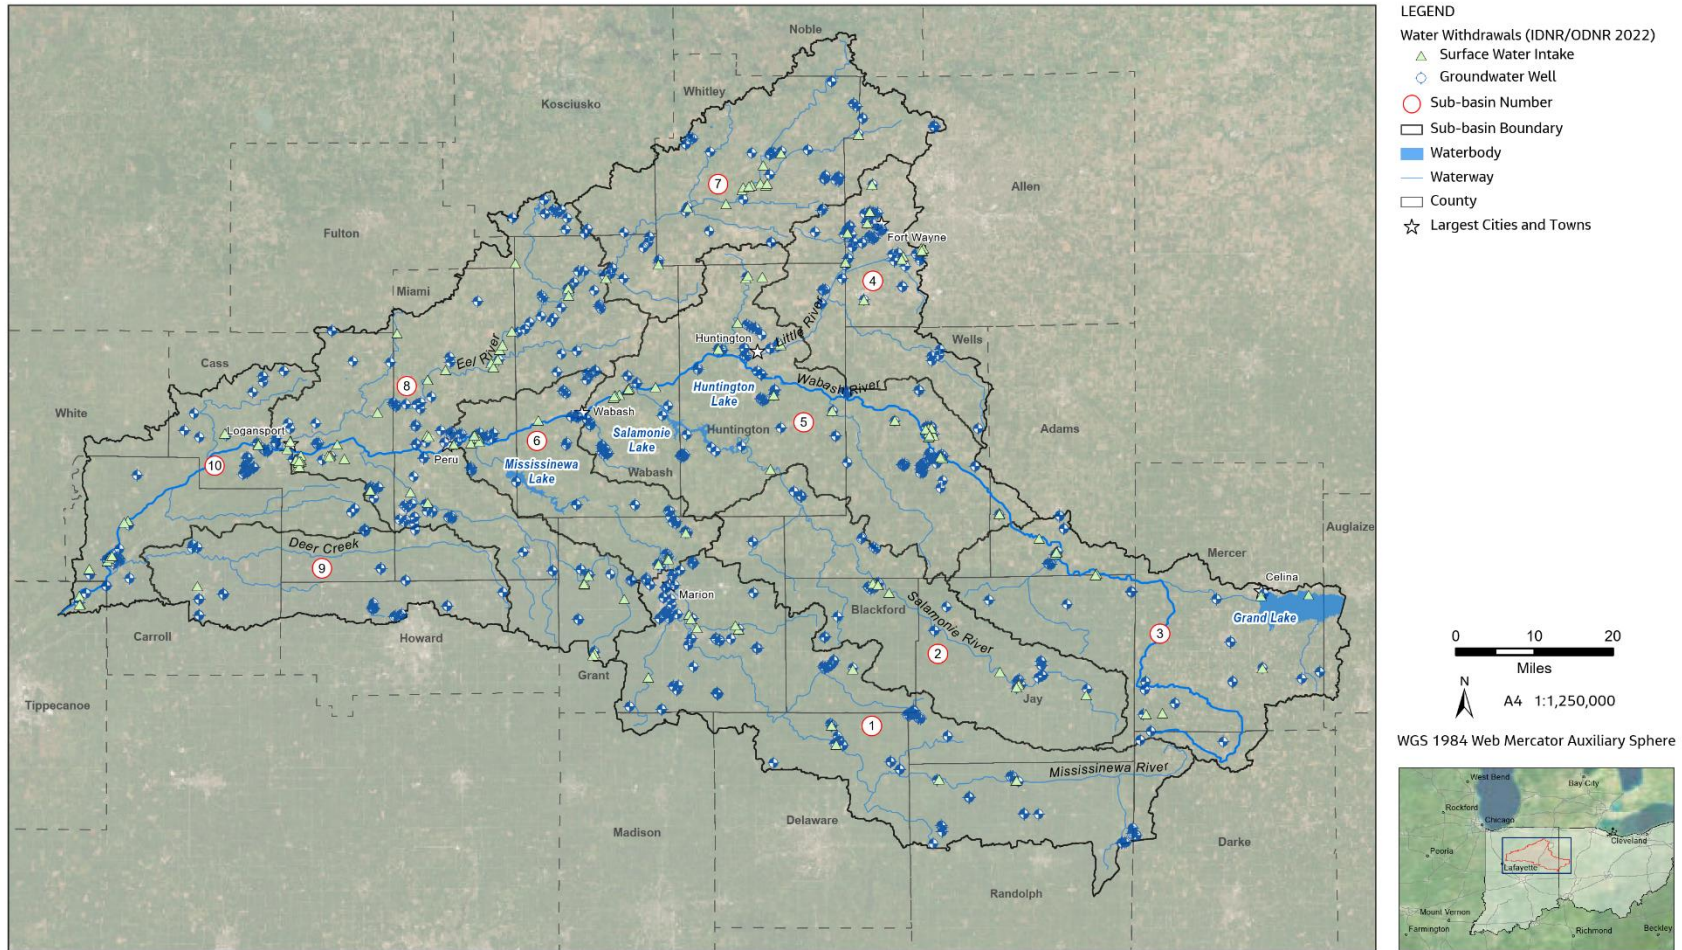 Noble
Whitley
Kosciusko
Allen
7
Fulton
Fort Wayne
4
Miami
Little River
Huntington
Wells
Eel River
Cass
8
Wabash River
Huntington
Lake
White
Wabash
5
Logansport
Salamonie
Lake
Huntington
Adams
6
Peru
10
Mississinewa
Lake
Wabash
Auglaize
Deer Creek
Mercer
9
Celina
Marion
Blackford
Salamonie River
Grand Lake
Carroll
Howard
3
2
Grant
Jay
Tippecanoe
1
Mississinewa River
Madison
Delaware
Darke
Randolph
LEGEND
Water Withdrawals (IDNR/ODNR 2022)
Surface Water Intake
Groundwater Well
Sub-basin Number
Sub-basin Boundary
Waterbody
Waterway
County
Largest Cities and Towns
0 10 20
Miles
N
A4 1:1,250,000
WGS 1984 Web Mercator Auxiliary Sphere
West Bend
Bay City
Rockford
Chicago
Cleveland
Peoria
Lafayette
Mount Vernon
Farmington
Richmond
Beckley